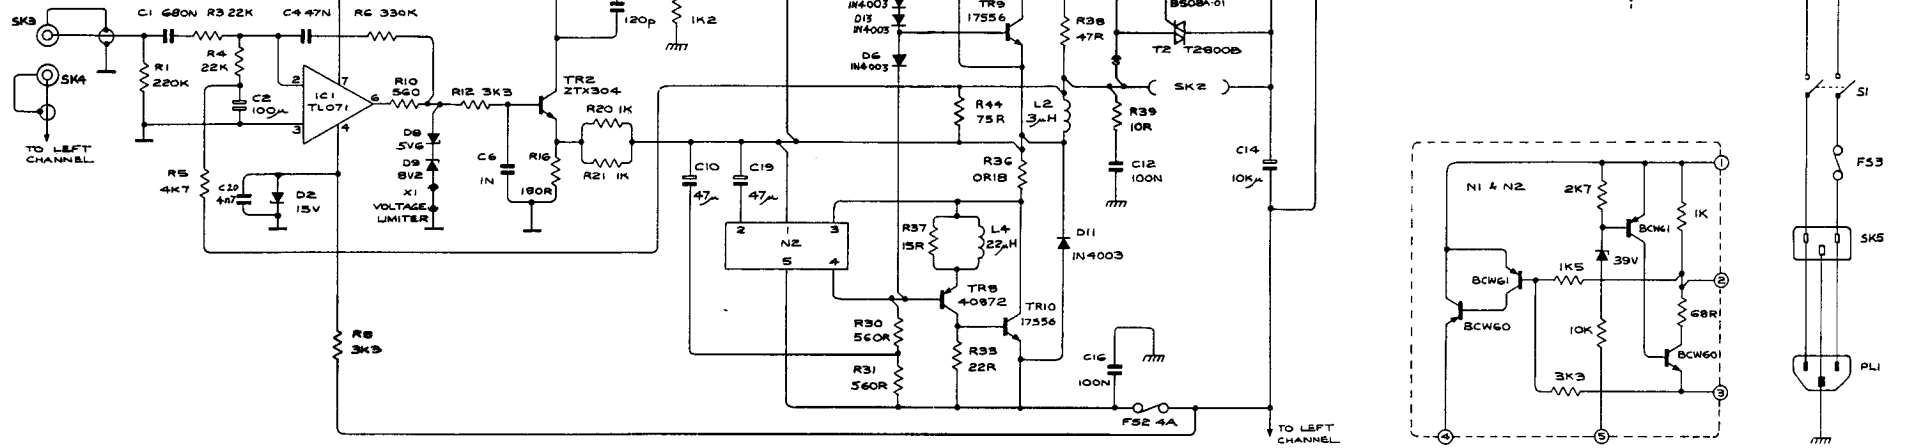 SK3
C1 680N R3 22K C4 47N R6 330K
SK4
TO LEFT
CHANNEL
R1
220K
R4
22K
C2
100µ
2
7
IC1
TL071
6
3
4
R10
560
R12 3K3
TR2
ZTX304
R20 1K
R21 1K
D8
5V6
D9
8V2
X1
VOLTAGE
LIMITER
C6
1N
R16
180R
R5
4K7
C20
4n7
D2
15V
R8
3K3
120p
1K2
1N4003
D13
1N4003
D6
1N4003
TR9
17556
R38
47R
BS08A-01
T2 T2800B
SK2
R44
75R
L2
3µH
R39
10R
C12
100N
C14
10Kµ
C10
47µ
C19
47µ
R36
0R18
2 1 3
N2
5 4
R37
15R
L4
22µH
D11
1N4003
TR8
40872
TR10
17556
R30
560R
R31
560R
R33
22R
C16
100N
FS2 4A
TO LEFT
CHANNEL
N1 & N2
2K7
1K
1
BCW61
39V
BCW61
1K5
2
BCW60
10K
68R
BCW60
3K3
3
4
5
S1
FS3
SK5
PL1